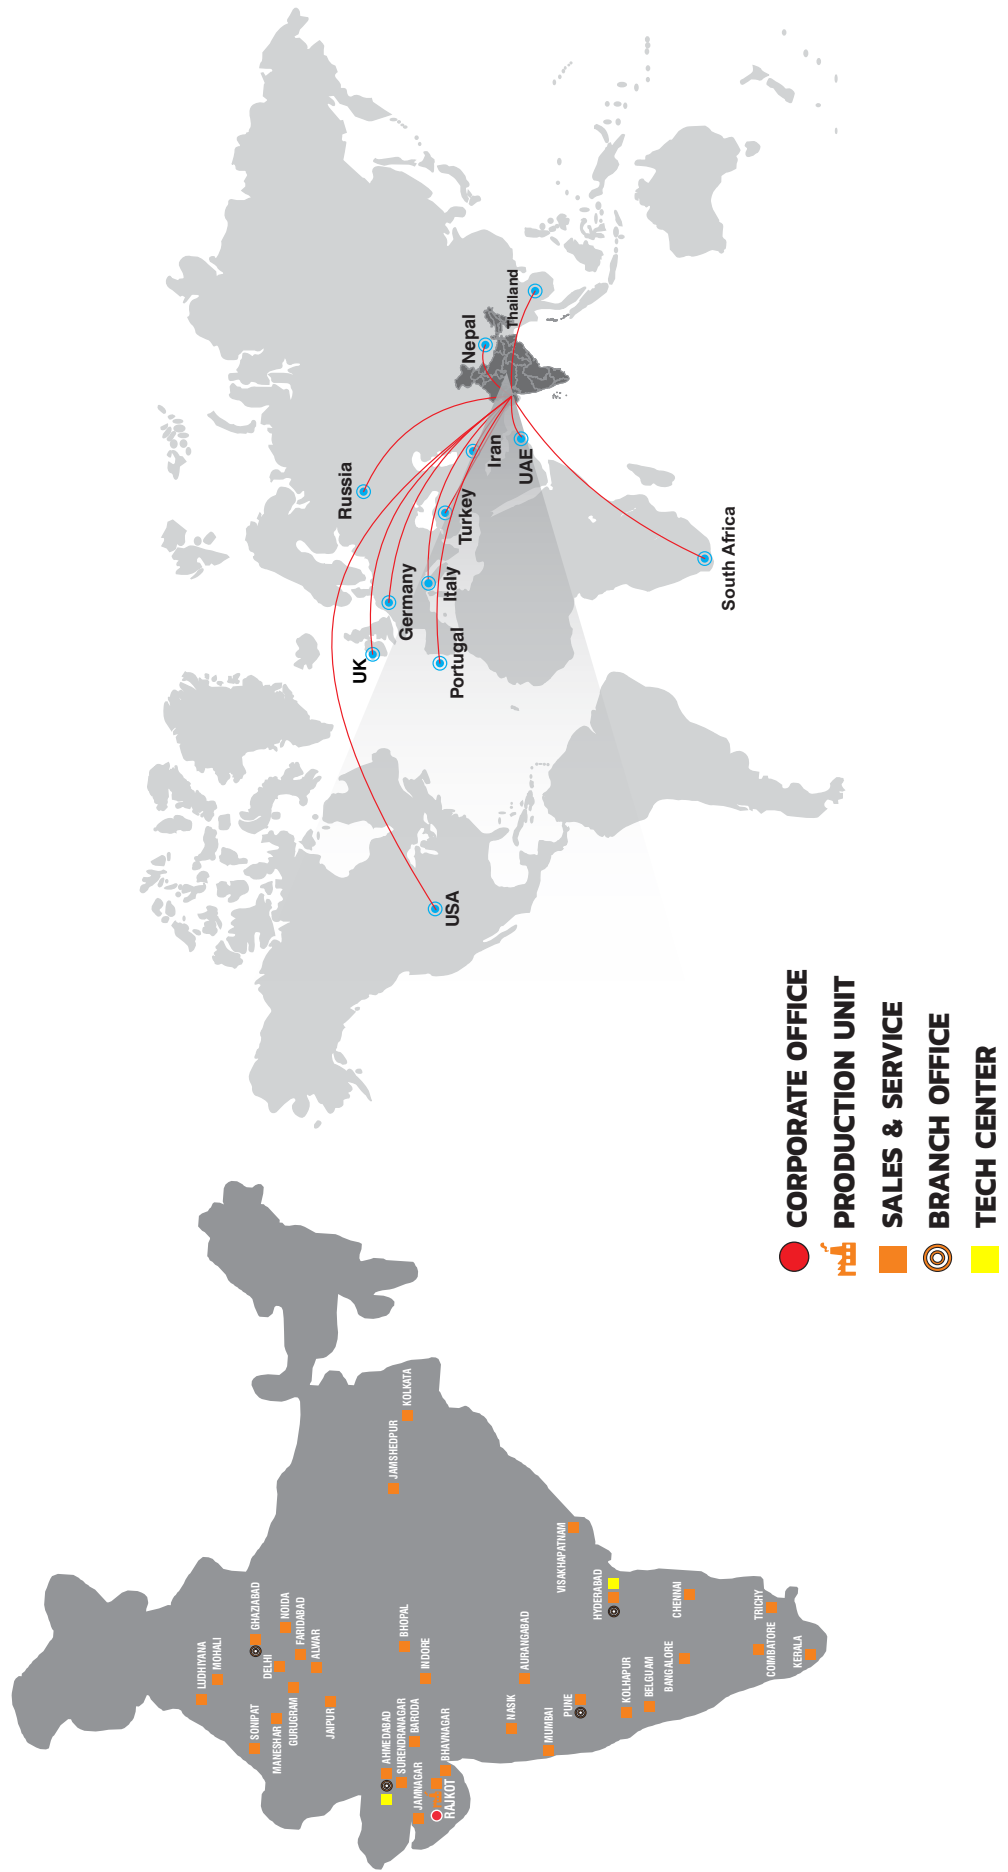 LUDHIYANA
MOHALI
SONIPAT
GHAZIABAD
DELHI
NOIDA
MANESHAR
GURUGRAM
FARIDABAD
ALWAR
JAIPUR
AHMEDABAD
SURENDRANAGAR
BARODA
JAMNAGAR
RAJKOT
BHAVNAGAR
BHOPAL
INDORE
JAMSHEDPUR
KOLKATA
NASIK
AURANGABAD
MUMBAI
PUNE
VISAKHAPATNAM
HYDERABAD
KOLHAPUR
BELGUAM
BANGALORE
CHENNAI
COIMBATORE
TRICHY
KERALA
USA
UK
Russia
Germany
Portugal
Italy
Turkey
Iran
UAE
Nepal
Thailand
South Africa
CORPORATE OFFICE
PRODUCTION UNIT
SALES & SERVICE
BRANCH OFFICE
TECH CENTER